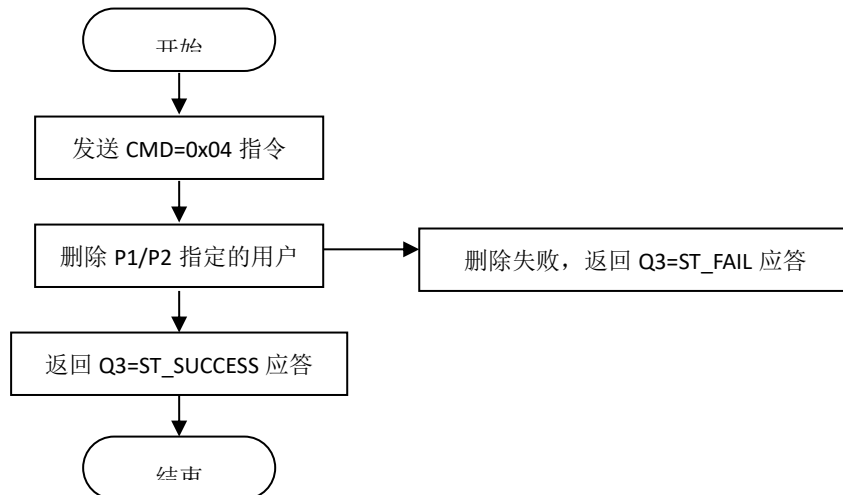 开始
发送 CMD=0x04 指令
删除 P1/P2 指定的用户
删除失败，返回 Q3=ST_FAIL 应答
返回 Q3=ST_SUCCESS 应答
结束